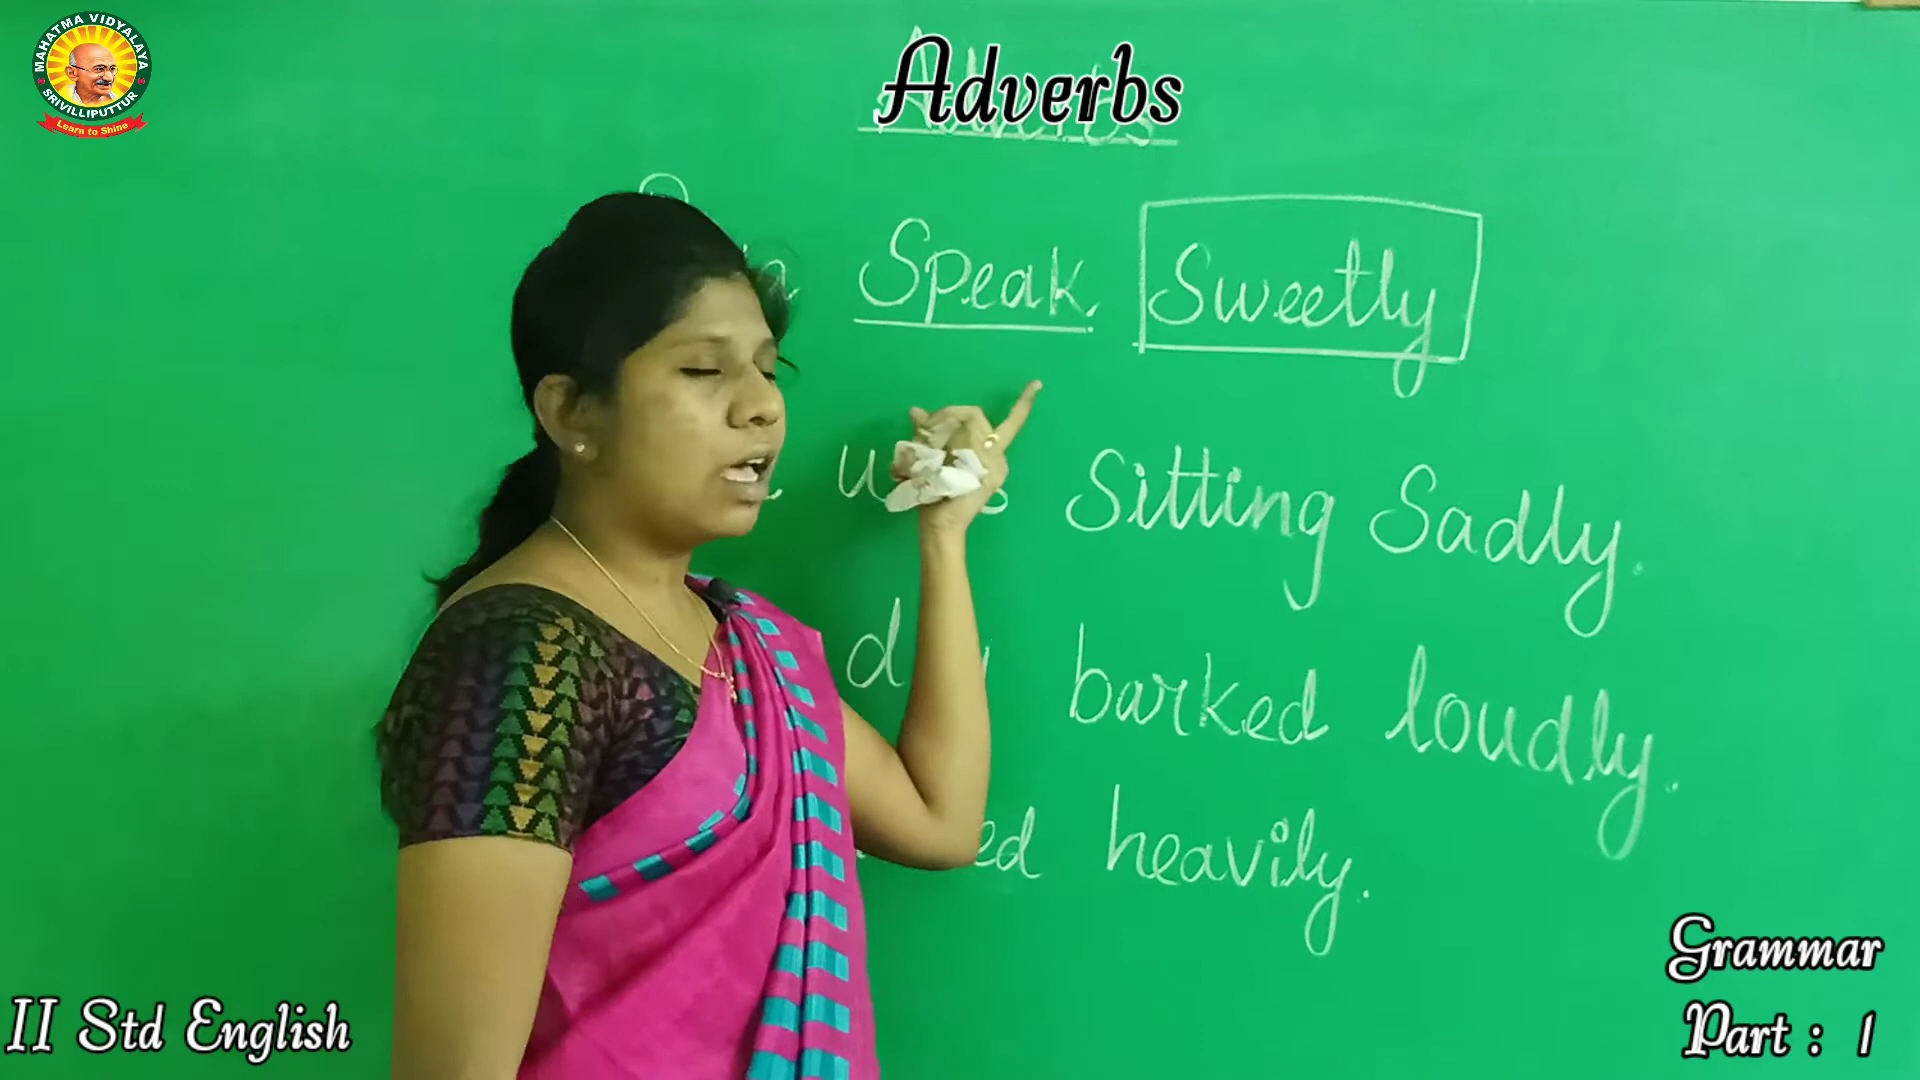 MAHATMA VIDYALAYA
SRIVILLIPUTTUR
Learn to Shine
Adverbs
Adverbs
Speak Sweetly
Sitting Sadly.
barked loudly.
heavily.
Grammar
Part : 1
II Std English